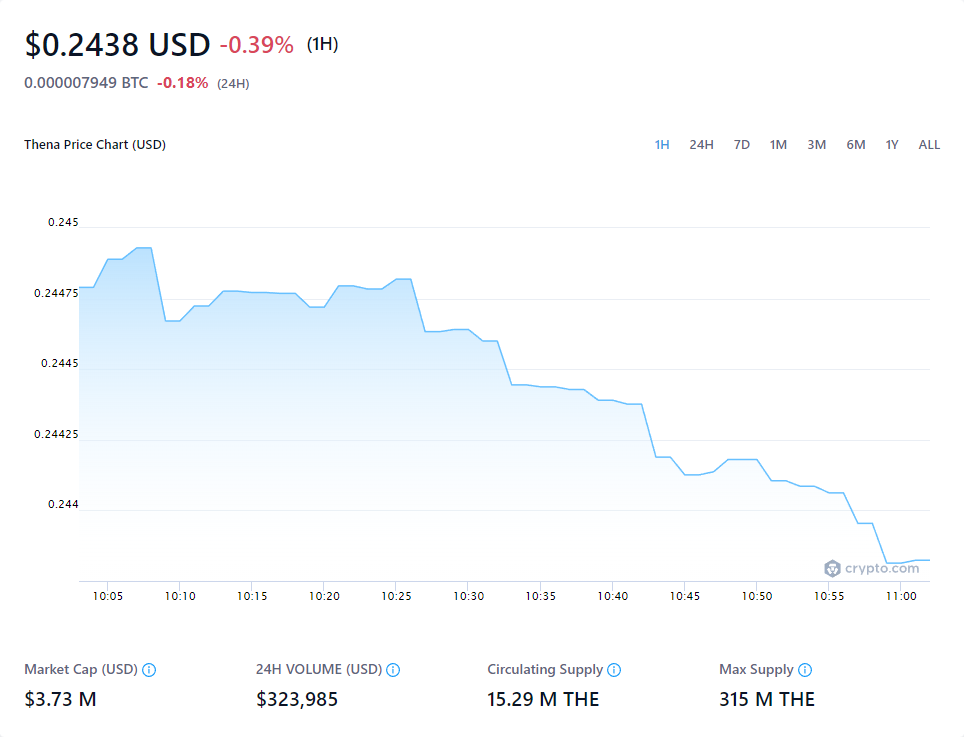 $0.2438 USD -0.39% (1H)
0.000007949 BTC -0.18% (24H)
Thena Price Chart (USD) 1H 24H 7D 1M 3M 6M 1Y ALL
0.245
0.24475
0.2445
0.24425
0.244
crypto.com
10:05 10:10 10:15 10:20 10:25 10:30 10:35 10:40 10:45 10:50 10:55 11:00
Market Cap (USD) 24H VOLUME (USD) Circulating Supply Max Supply
$3.73 M $323,985 15.29 M THE 315 M THE